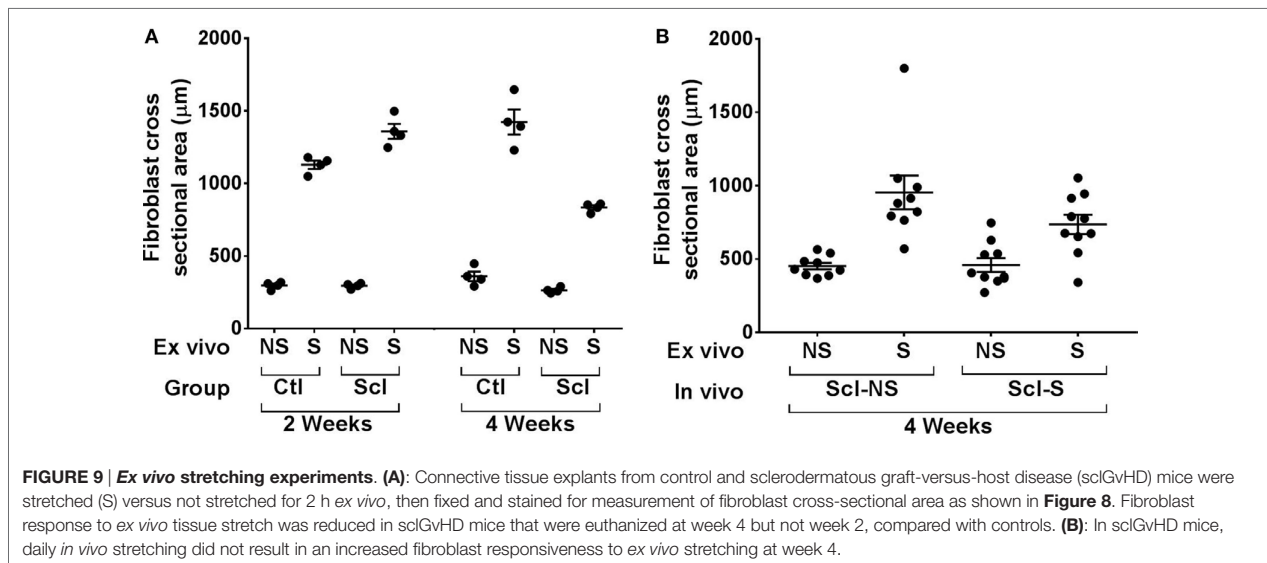 A
Fibroblast cross
sectional area (μm)
2000
1500
1000
500
0
Ex vivo NS S NS S NS S NS S
Group Ctl Scl Ctl Scl
2 Weeks 4 Weeks
B
Fibroblast cross
sectional area (μm)
2000
1500
1000
500
0
Ex vivo NS S NS S
In vivo Scl-NS Scl-S
4 Weeks
FIGURE 9 | Ex vivo stretching experiments. (A): Connective tissue explants from control and sclerodermatous graft-versus-host disease (sclGvHD) mice were
stretched (S) versus not stretched for 2 h ex vivo, then fixed and stained for measurement of fibroblast cross-sectional area as shown in Figure 8. Fibroblast
response to ex vivo tissue stretch was reduced in sclGvHD mice that were euthanized at week 4 but not week 2, compared with controls. (B): In sclGvHD mice,
daily in vivo stretching did not result in an increased fibroblast responsiveness to ex vivo stretching at week 4.